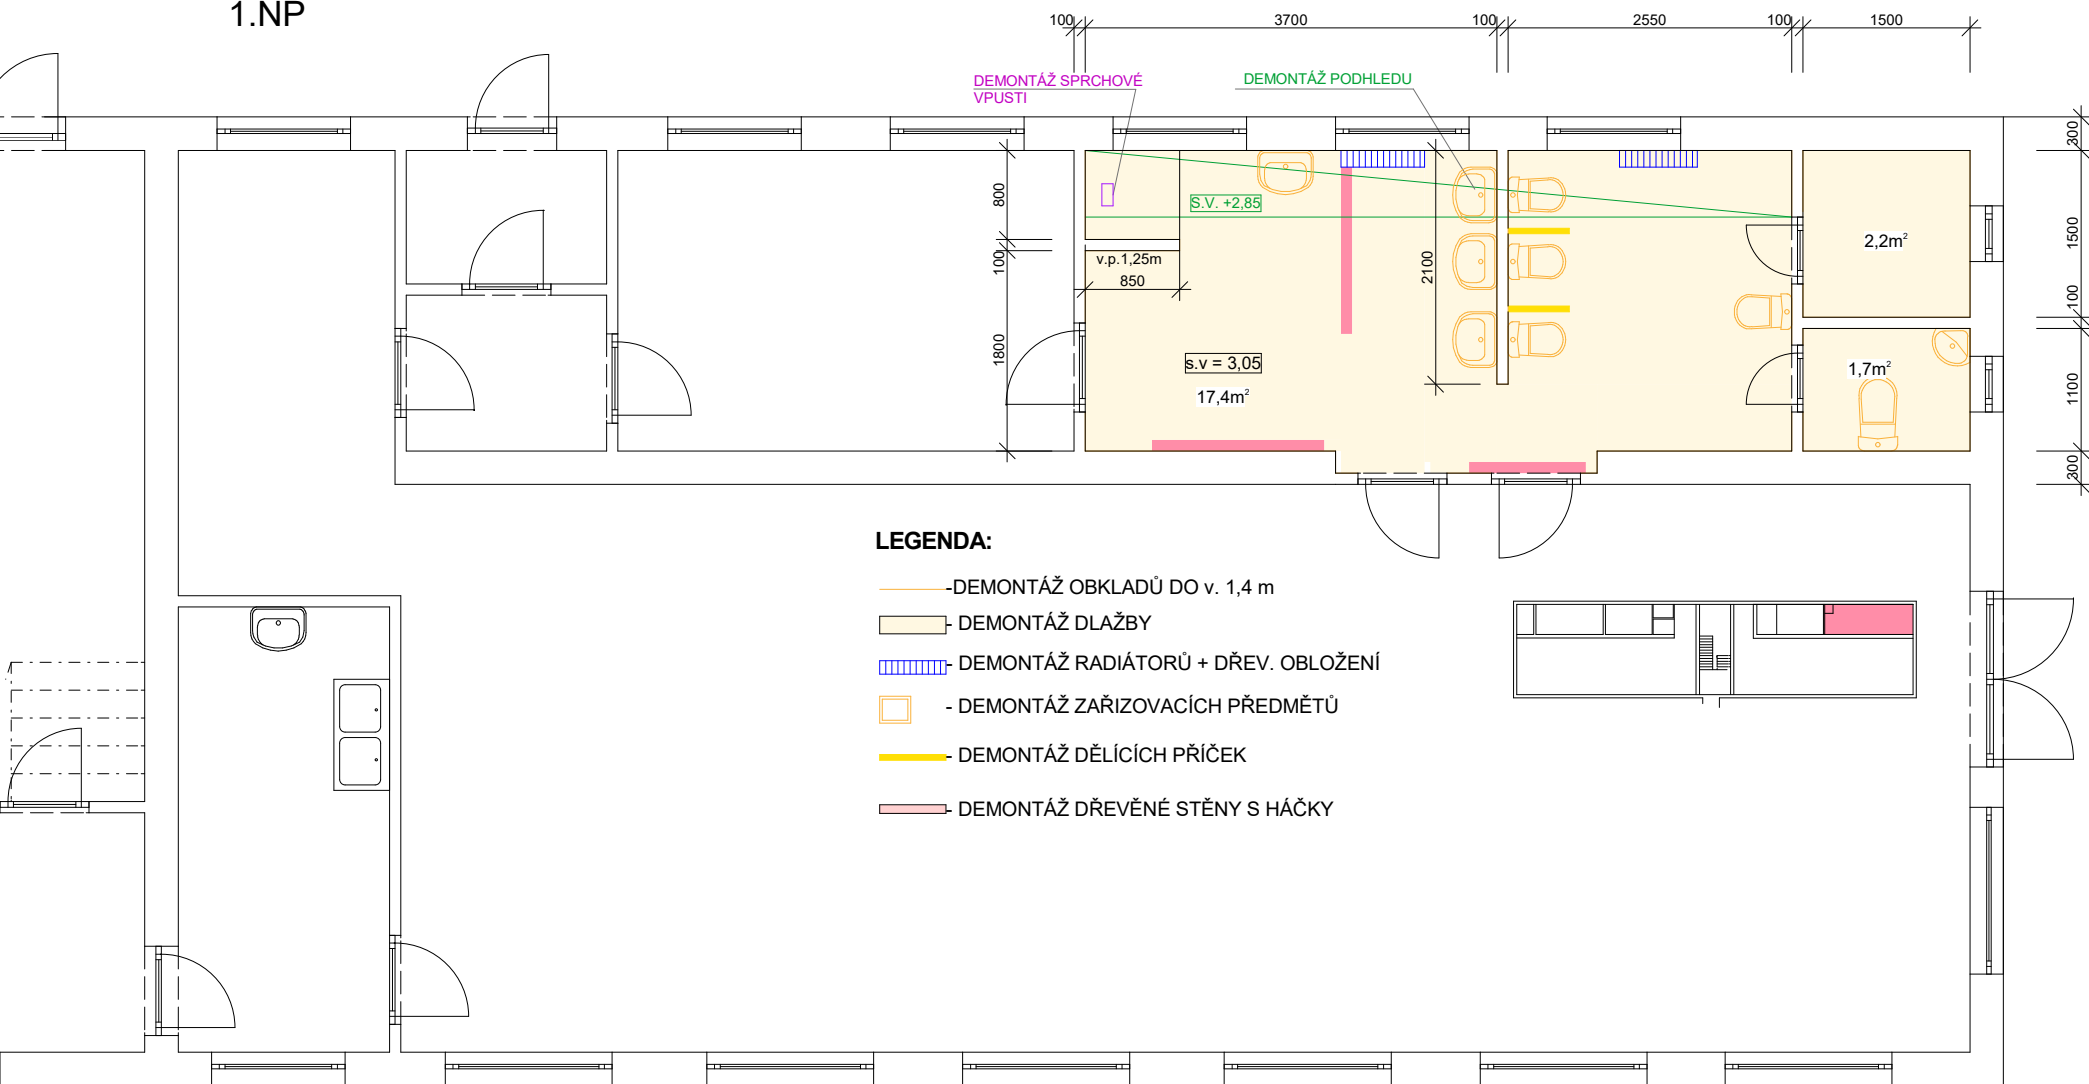 1.NP
100 3700 100 2550 100 1500
DEMONTÁŽ SPRCHOVÉ
VPUSTI
DEMONTÁŽ PODHLEDU
300
800
S.V. +2,85
2,2m²
1500
100
v.p.1,25m
850
2100
100
1800
s.v = 3,05
17,4m²
1,7m²
1100
300
LEGENDA:
-DEMONTÁŽ OBKLADŮ DO v. 1,4 m
- DEMONTÁŽ DLAŽBY
- DEMONTÁŽ RADIÁTORŮ + DŘEV. OBLOŽENÍ
- DEMONTÁŽ ZAŘIZOVACÍCH PŘEDMĚTŮ
- DEMONTÁŽ DĚLÍCÍCH PŘÍČEK
- DEMONTÁŽ DŘEVĚNÉ STĚNY S HÁČKY